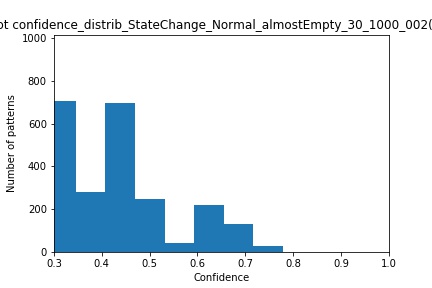 ot confidence_distrib_StateChange_Normal_almostEmpty_30_1000_002(
1000
800
600
400
200
0
Number of patterns
0.3 0.4 0.5 0.6 0.7 0.8 0.9 1.0
Confidence